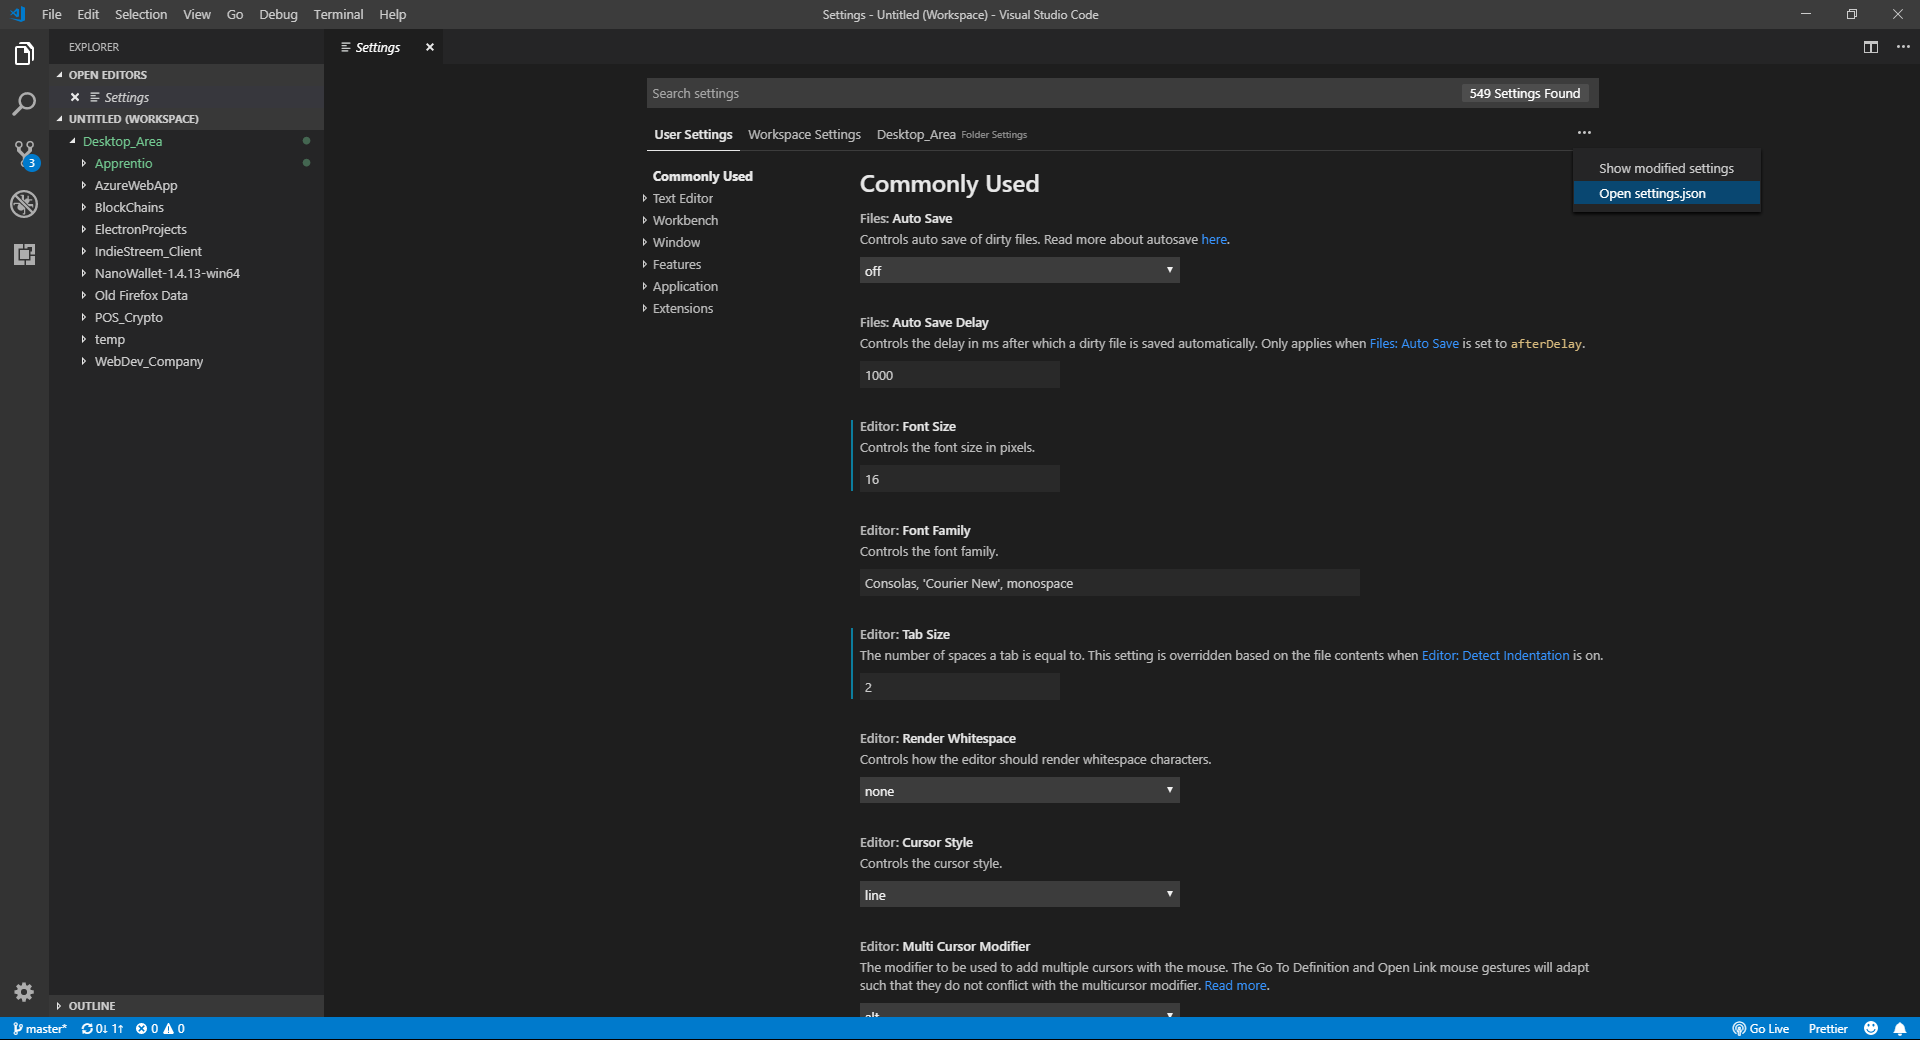 File Edit Selection View Go Debug Terminal Help
Settings - Untitled (Workspace) - Visual Studio Code
EXPLORER
OPEN EDITORS
Settings
UNTITLED (WORKSPACE)
Desktop_Area
Apprentio
AzureWebApp
BlockChains
ElectronProjects
IndieStreem_Client
NanoWallet-1.4.13-win64
Old Firefox Data
POS_Crypto
temp
WebDev_Company
3
OUTLINE
Settings
Search settings
549 Settings Found
User Settings Workspace Settings Desktop_Area Folder Settings
Show modified settings
Open settings.json
Commonly Used
Text Editor
Workbench
Window
Features
Application
Extensions
Commonly Used
Files: Auto Save
Controls auto save of dirty files. Read more about autosave here.
off
Files: Auto Save Delay
Controls the delay in ms after which a dirty file is saved automatically. Only applies when Files: Auto Save is set to afterDelay.
1000
Editor: Font Size
Controls the font size in pixels.
16
Editor: Font Family
Controls the font family.
Consolas, 'Courier New', monospace
Editor: Tab Size
The number of spaces a tab is equal to. This setting is overridden based on the file contents when Editor: Detect Indentation is on.
2
Editor: Render Whitespace
Controls how the editor should render whitespace characters.
none
Editor: Cursor Style
Controls the cursor style.
line
Editor: Multi Cursor Modifier
The modifier to be used to add multiple cursors with the mouse. The Go To Definition and Open Link mouse gestures will adapt
such that they do not conflict with the multicursor modifier. Read more.
master* 0↓ 1↑ 0 0
Go Live Prettier